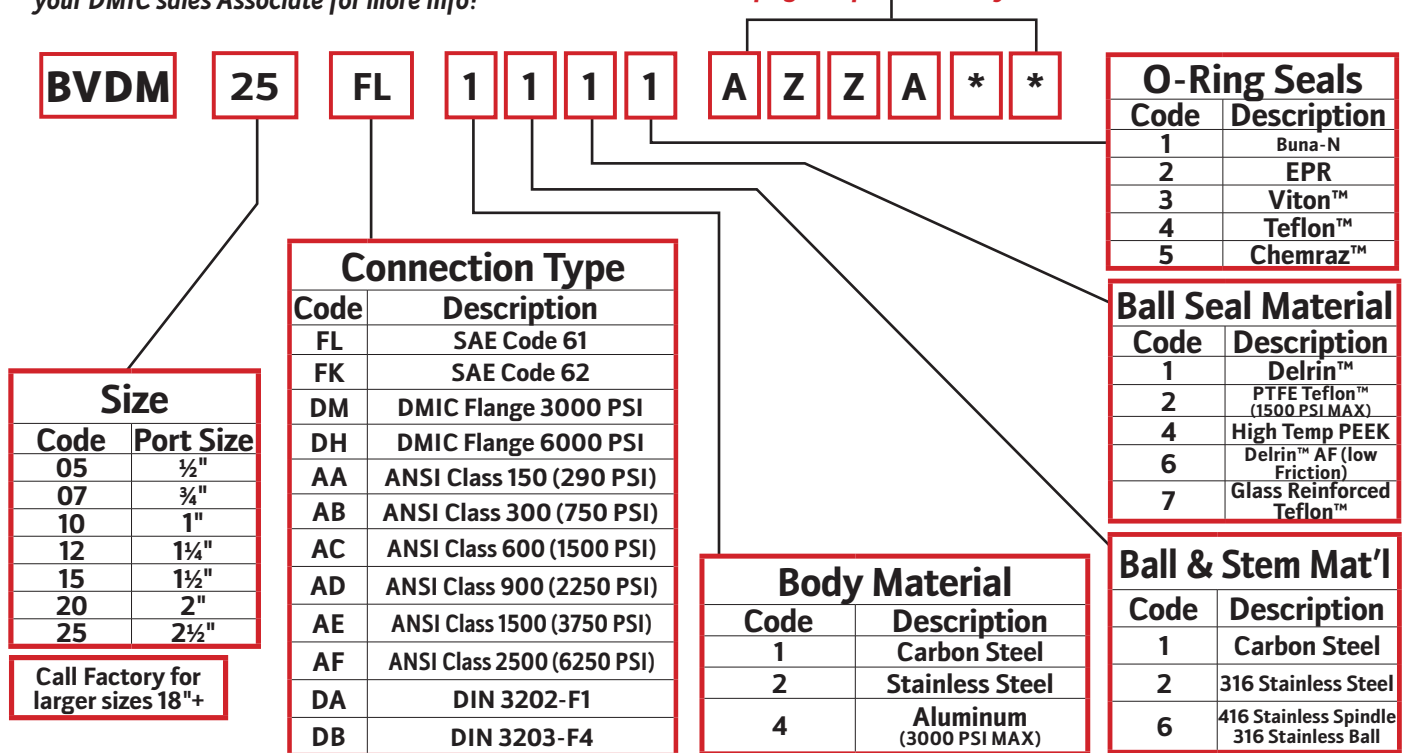 your DMIC sales Associate for more info!
BVDM 25 FL 1 1 1 1 A Z Z A * *
O-Ring Seals
Code Description
1 Buna-N
2 EPR
3 Viton™
4 Teflon™
5 Chemraz™
Connection Type
Code Description
FL SAE Code 61
FK SAE Code 62
DM DMIC Flange 3000 PSI
DH DMIC Flange 6000 PSI
AA ANSI Class 150 (290 PSI)
AB ANSI Class 300 (750 PSI)
AC ANSI Class 600 (1500 PSI)
AD ANSI Class 900 (2250 PSI)
AE ANSI Class 1500 (3750 PSI)
AF ANSI Class 2500 (6250 PSI)
DA DIN 3202-F1
DB DIN 3203-F4
Ball Seal Material
Code Description
1 Delrin™
2 PTFE Teflon™
(1500 PSI MAX)
4 High Temp PEEK
6 Delrin™ AF (low
Friction)
7 Glass Reinforced
Teflon™
Size
Code Port Size
05 ½"
07 ¾"
10 1"
12 1¼"
15 1½"
20 2"
25 2½"
Call Factory for
larger sizes 18"+
Body Material
Code Description
1 Carbon Steel
2 Stainless Steel
4 Aluminum
(3000 PSI MAX)
Ball & Stem Mat'l
Code Description
1 Carbon Steel
2 316 Stainless Steel
6 416 Stainless Spindle
316 Stainless Ball